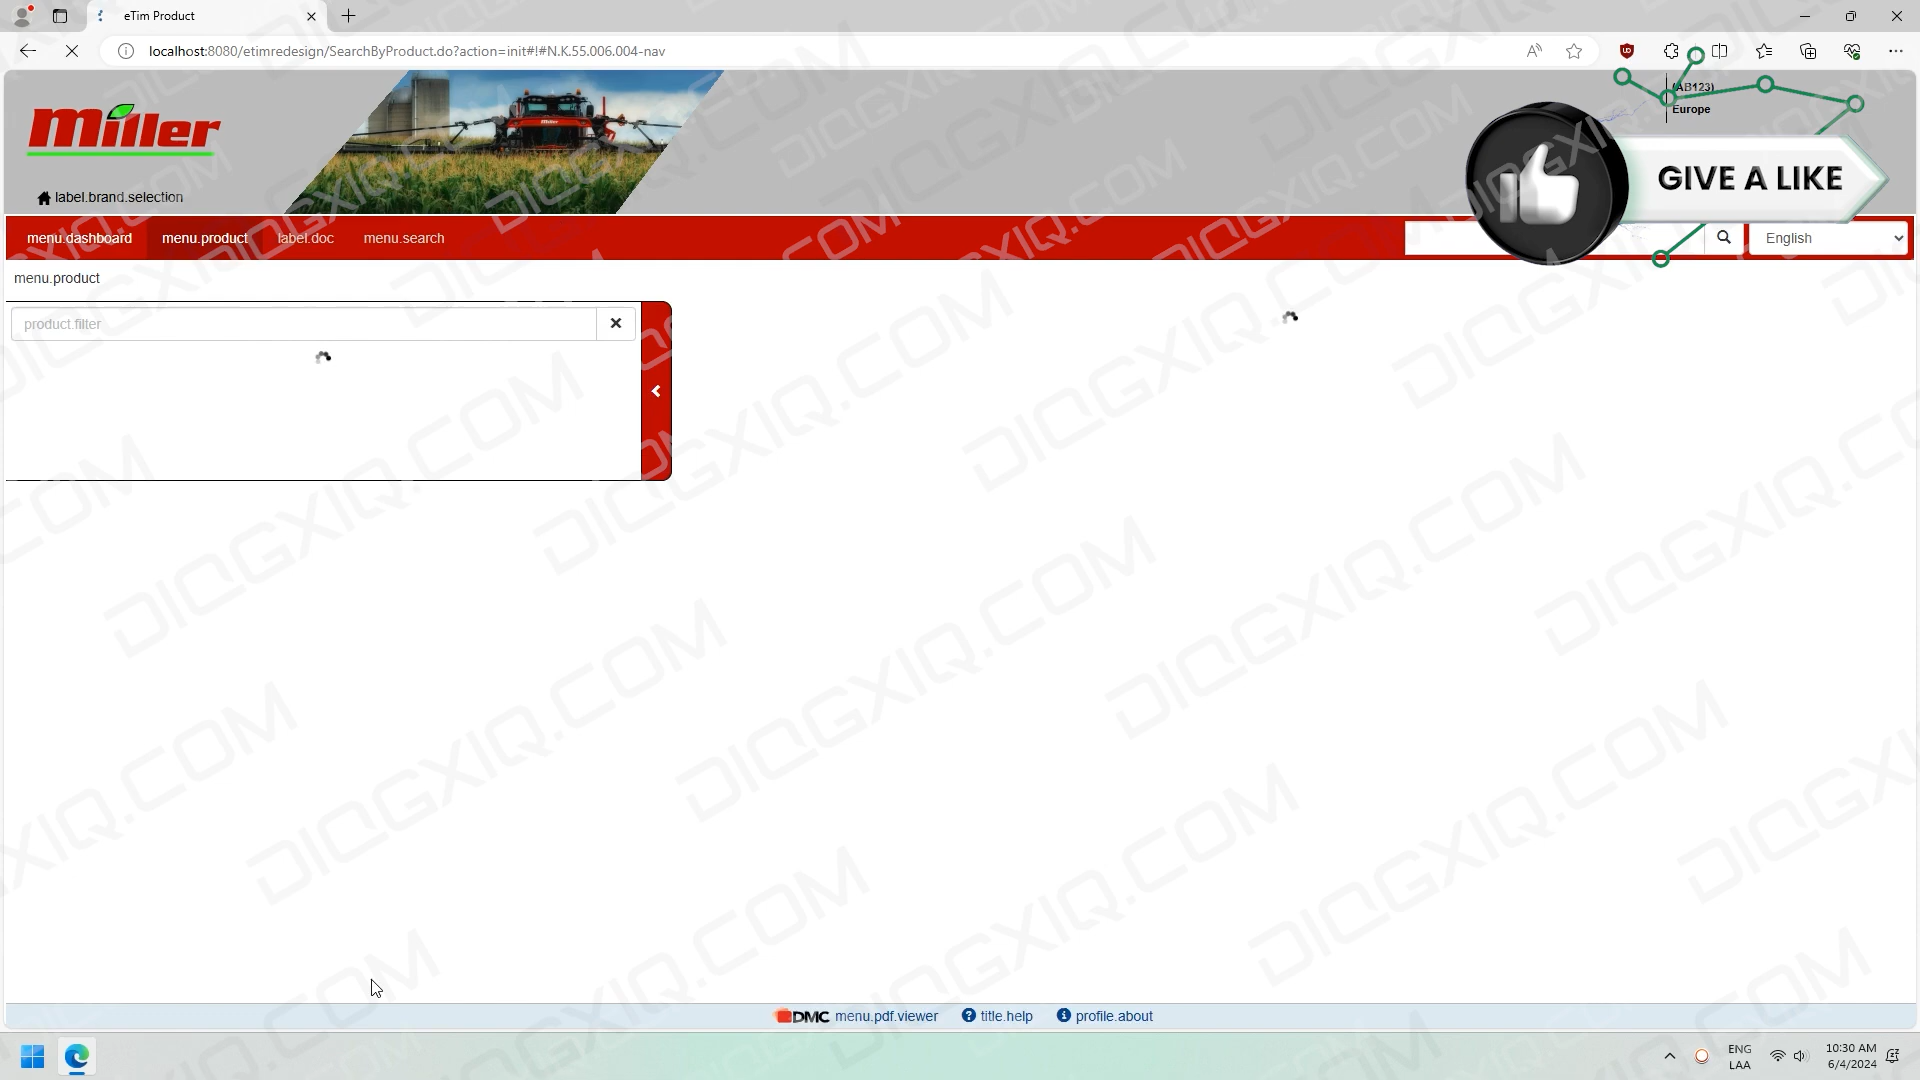 eTim Product
localhost:8080/etimredesign/SearchByProduct.do?action=init#!#N.K.55.006.004-nav
(AB123)
Europe
Miller
GIVE A LIKE
label.brand.selection
menu.dashboard menu.product label.doc menu.search
English
menu.product
product.filter
DIAGXIQ.COM
DMC menu.pdf.viewer title.help profile.about
ENG
LAA
10:30 AM
6/4/2024